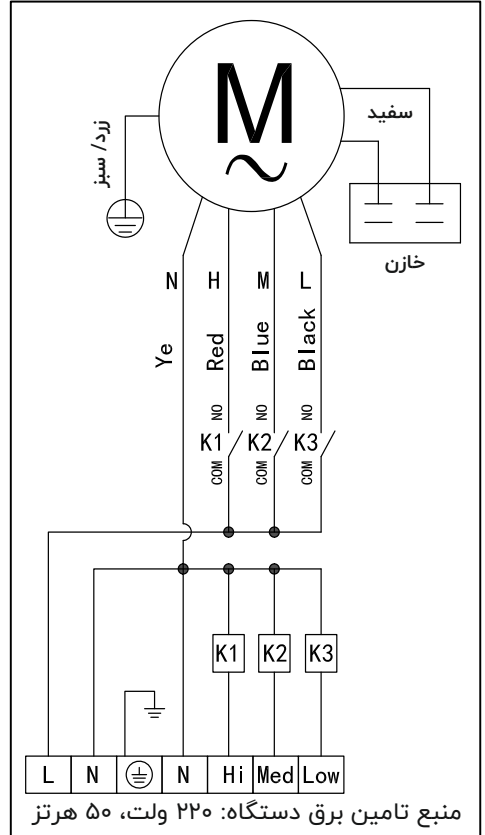 M
سفید
زرد/ سبز
خازن
N H M L
Ye Red Blue Black
NO NO NO
K1 K2 K3
COM COM COM
K1 K2 K3
L N N Hi Med Low
منبع تامین برق دستگاه: ۲۲۰ ولت، ۵۰ هرتز